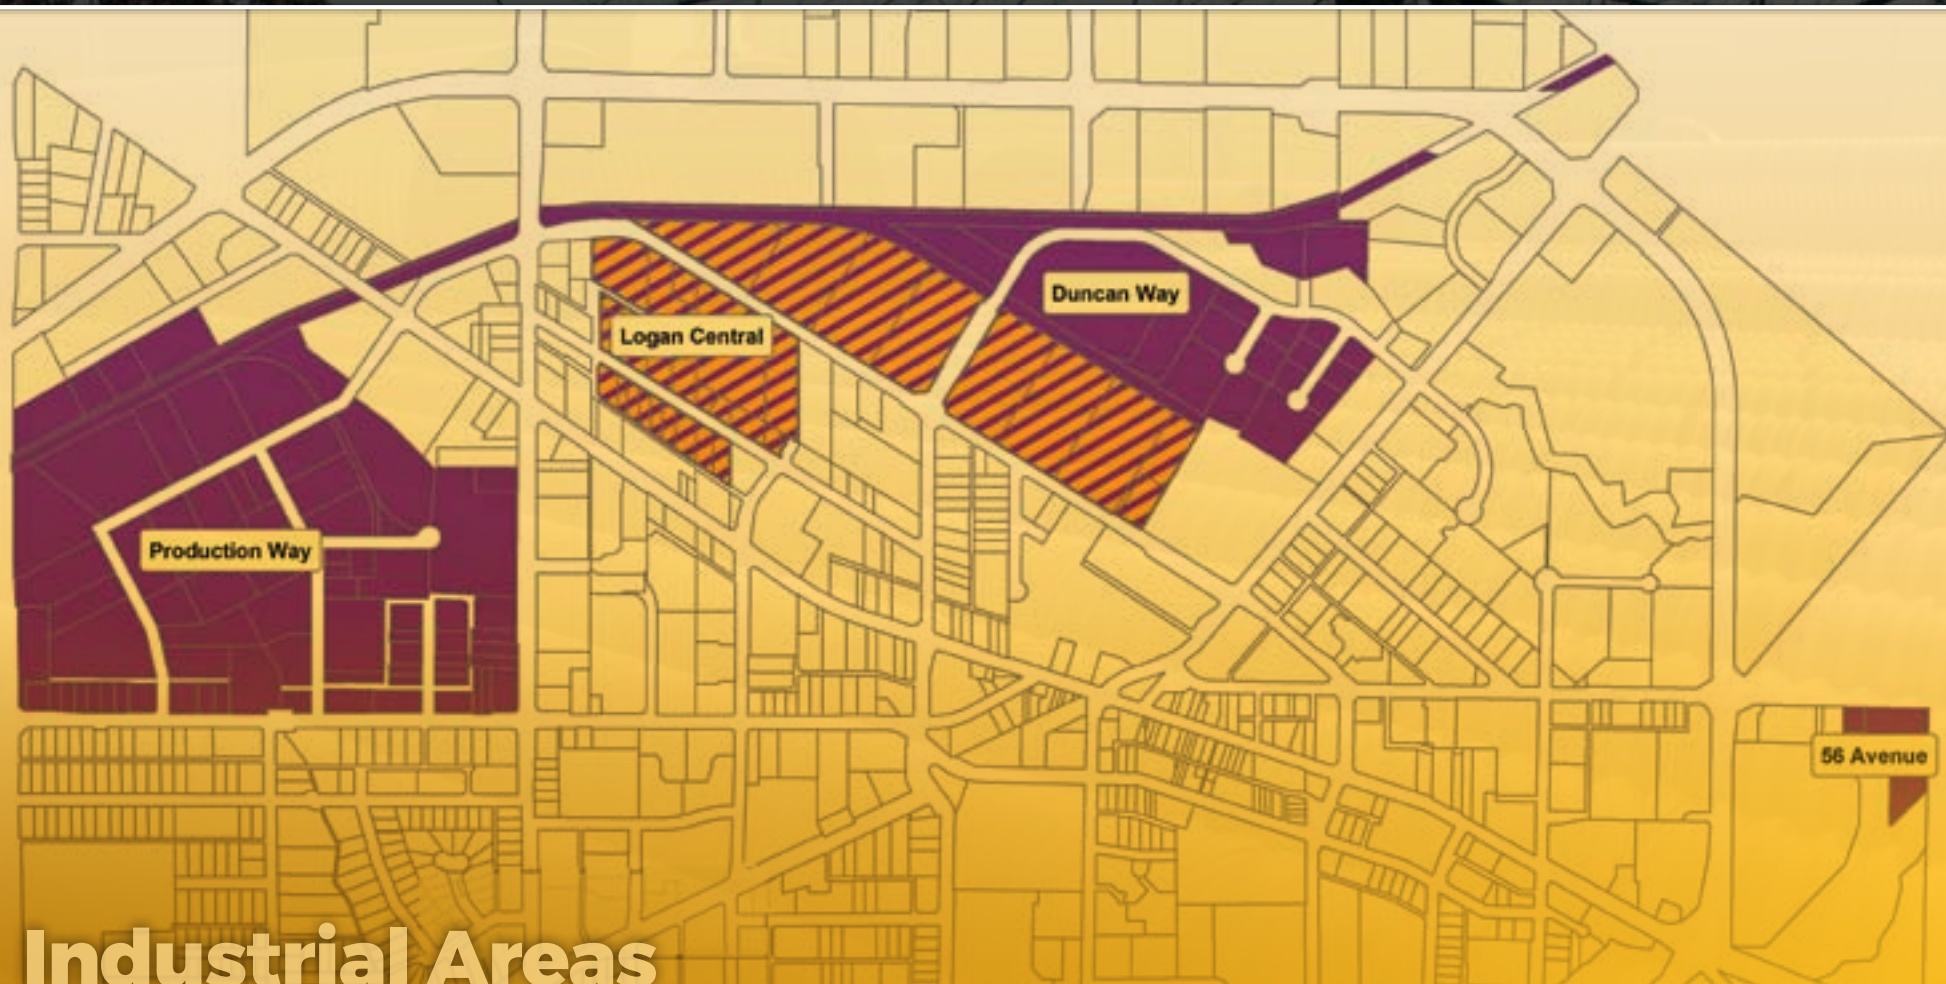 Duncan Way
Logan Central
Production Way
56 Avenue
Industrial Areas